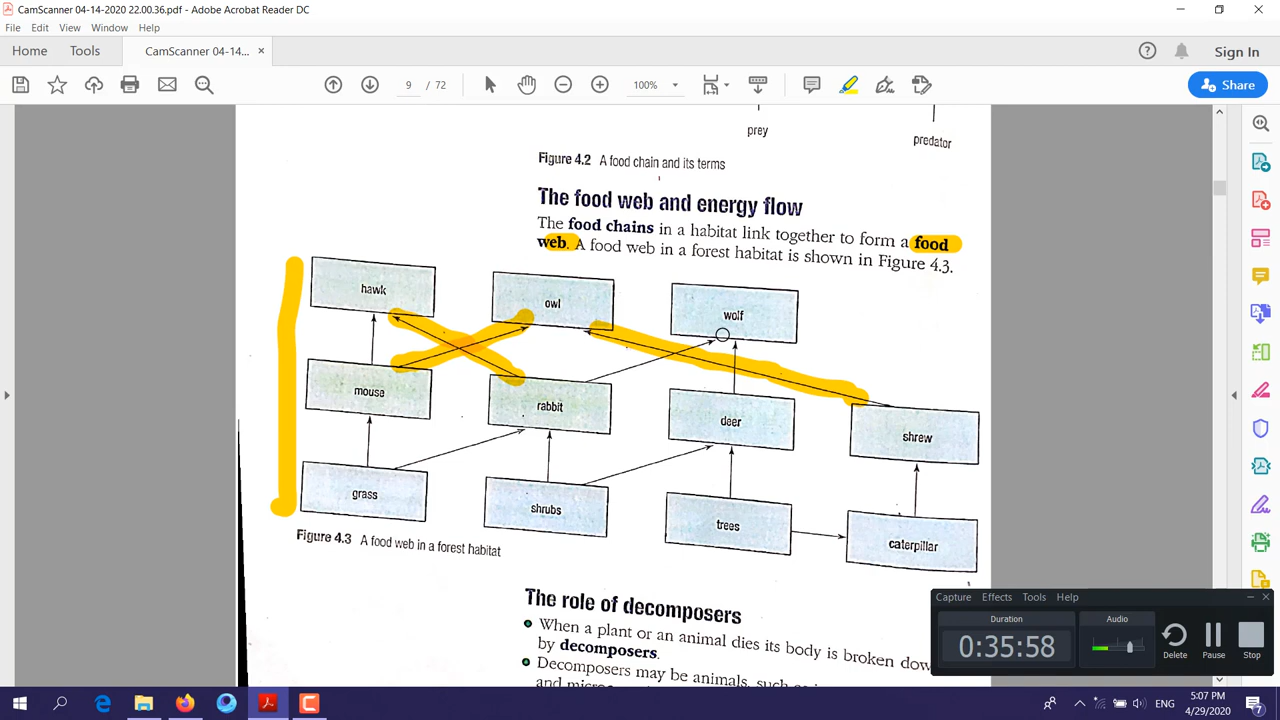 CamScanner 04-14-2020 22.00.36.pdf - Adobe Acrobat Reader DC
File Edit View Window Help
Home Tools CamScanner 04-14... × Sign In
9 / 72 100% Share
prey
predator
Figure 4.2 A food chain and its terms
The food web and energy flow
The food chains in a habitat link together to form a food
web. A food web in a forest habitat is shown in Figure 4.3.
hawk owl wolf
mouse rabbit deer shrew
grass shrubs trees caterpillar
Figure 4.3 A food web in a forest habitat
The role of decomposers
When a plant or an animal dies its body is broken dow
by decomposers.
Decomposers may be animals, such
Capture Effects Tools Help
Duration Audio
0:35:58
Delete Pause Stop
ENG
5:07 PM
4/29/2020
7